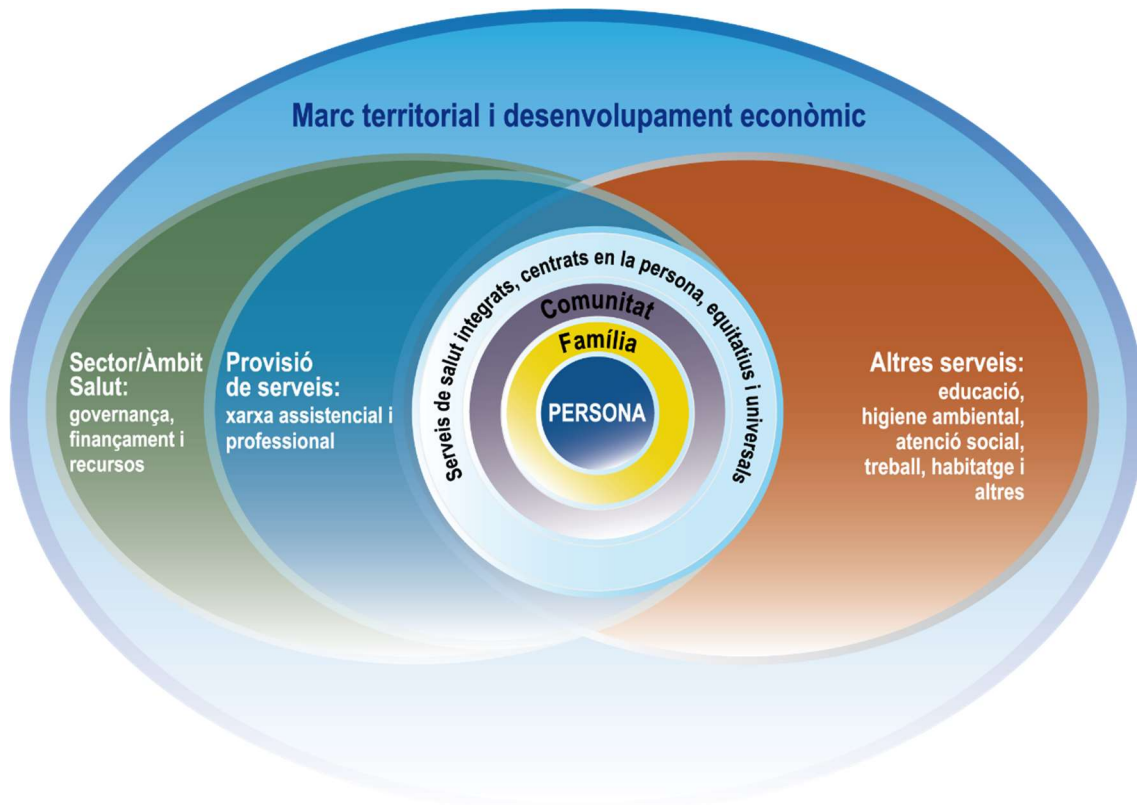 Marc territorial i desenvolupament econòmic
Sector/Àmbit
Salut:
governança,
finançament i
recursos
Provisió
de serveis:
xarxa assistencial i
professional
Serveis de salut integrats, centrats en la persona, equitatius i universals
Comunitat
Família
PERSONA
Altres serveis:
educació,
higiene ambiental,
atenció social,
treball, habitatge i
altres